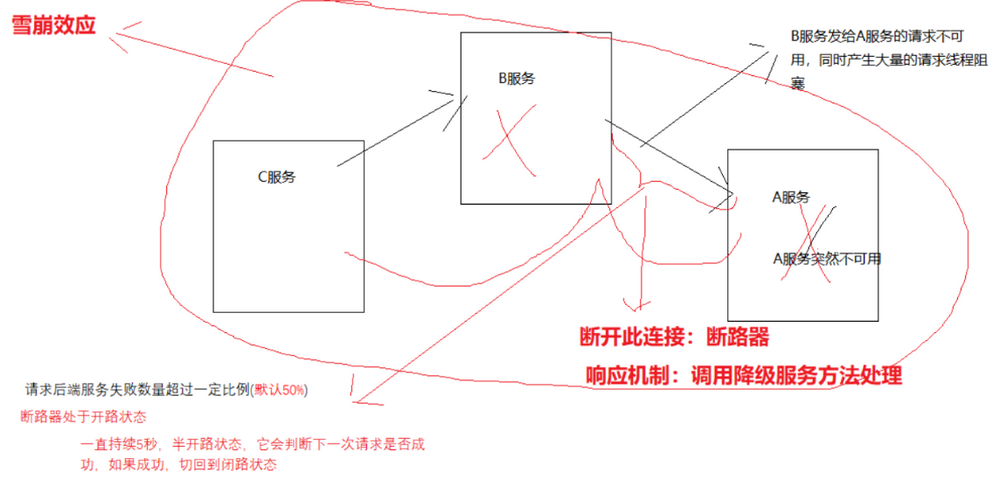 雪崩效应
B服务发给A服务的请求不可
用，同时产生大量的请求线程阻
塞
B服务
C服务
A服务
A服务突然不可用
断开此连接：断路器
响应机制：调用降级服务方法处理
请求后端服务失败数量超过一定比例(默认50%)
断路器处于开路状态
一直持续5秒，半开路状态，它会判断下一次请求是否成
功，如果成功，切回到闭路状态